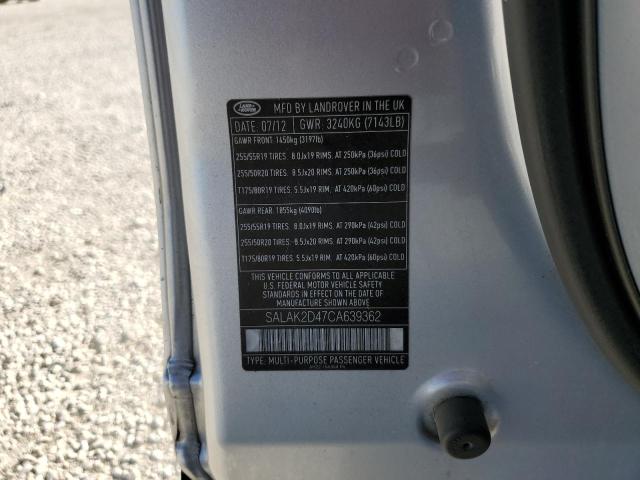 LAND ROVER
MFD BY LANDROVER IN THE UK
DATE: 07/12 GWR: 3240KG (7143LB)
GAWR FRONT: 1450kg (3197lb)
255/55R19 TIRES. 8.0Jx19 RIMS. AT 250kPa (36psi) COLD
255/50R20 TIRES. 8.5Jx20 RIMS. AT 250kPa (36psi) COLD
T175/80R19 TIRES. 5.5Jx19 RIM. AT 420kPa (60psi) COLD
GAWR REAR: 1855kg (4090lb)
255/55R19 TIRES. 8.0Jx19 RIMS. AT 290kPa (42psi) COLD
255/50R20 TIRES. 8.5Jx20 RIMS. AT 290kPa (42psi) COLD
T175/80R19 TIRES. 5.5Jx19 RIM. AT 420kPa (60psi) COLD
THIS VEHICLE CONFORMS TO ALL APPLICABLE
U.S. FEDERAL MOTOR VEHICLE SAFETY
STANDARDS IN EFFECT ON THE DATE OF
MANUFACTURE SHOWN ABOVE.
SALAK2D47CA639362
TYPE: MULTI-PURPOSE PASSENGER VEHICLE